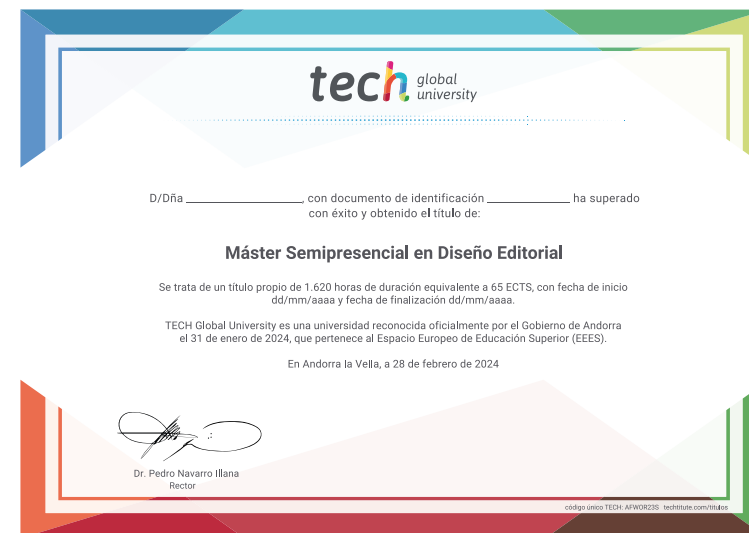 tech global university
D/Dña ______________, con documento de identificación ____________ ha superado
con éxito y obtenido el título de:
Máster Semipresencial en Diseño Editorial
Se trata de un título propio de 1.620 horas de duración equivalente a 65 ECTS, con fecha de inicio
dd/mm/aaaa y fecha de finalización dd/mm/aaaa.
TECH Global University es una universidad reconocida oficialmente por el Gobierno de Andorra
el 31 de enero de 2024, que pertenece al Espacio Europeo de Educación Superior (EEES).
En Andorra la Vella, a 28 de febrero de 2024
Dr. Pedro Navarro Illana
Rector
código único TECH: AFWOR23S techtitute.com/titulos